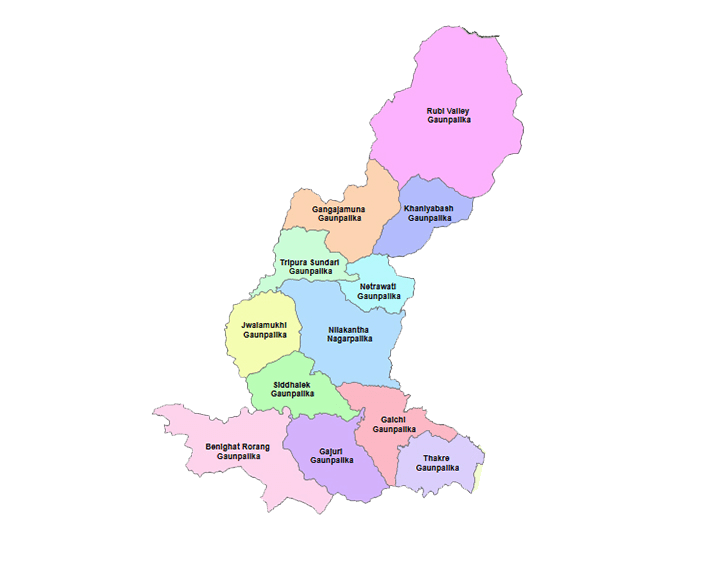 Rubi Valley
Gaunpalika
Gangajamuna
Gaunpalika
Khaniyabash
Gaunpalika
Tripura Sundari
Gaunpalika
Netrawati
Gaunpalika
Jwalamukhi
Gaunpalika
Nilakantha
Nagarpalika
Siddhalek
Gaunpalika
Galchi
Gaunpalika
Benighat Rorang
Gaunpalika
Gajuri
Gaunpalika
Thakre
Gaunpalika